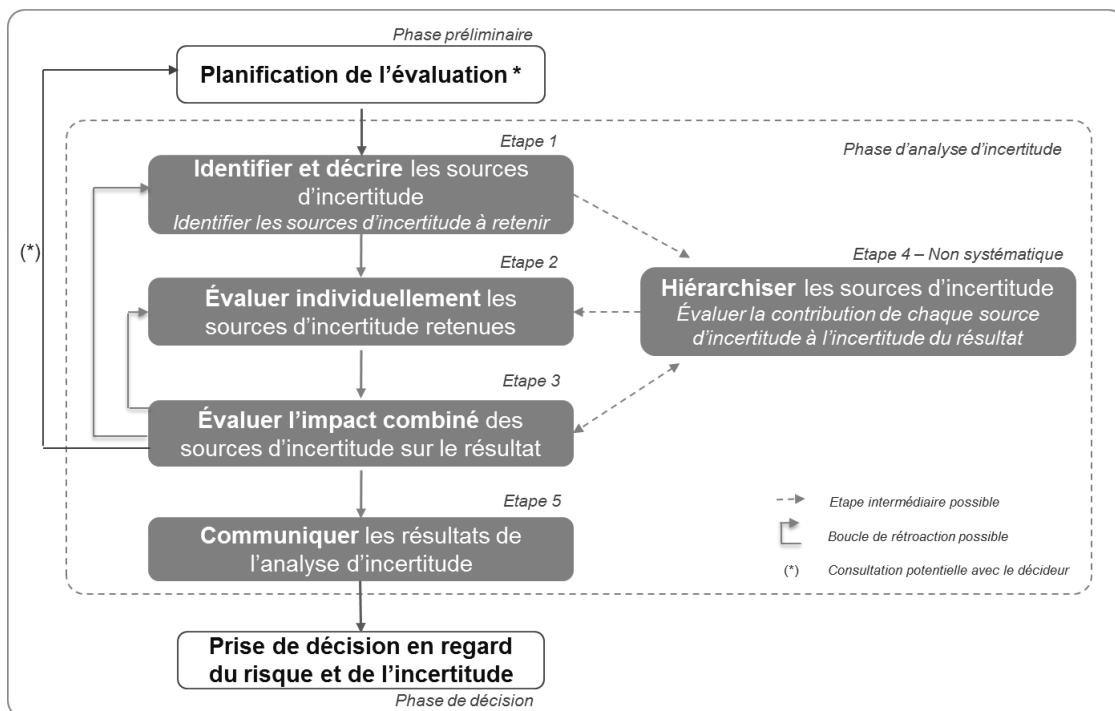 Phase préliminaire
Planification de l’évaluation *
Etape 1
Phase d’analyse d’incertitude
Identifier et décrire les sources
d’incertitude
Identifier les sources d’incertitude à retenir
(*)
Etape 2
Etape 4 – Non systématique
Évaluer individuellement les
sources d’incertitude retenues
Hiérarchiser les sources d’incertitude
Évaluer la contribution de chaque source
d’incertitude à l’incertitude du résultat
Etape 3
Évaluer l’impact combiné des
sources d’incertitude sur le résultat
Etape 5
Communiquer les résultats de
l’analyse d’incertitude
Etape intermédiaire possible
Boucle de rétroaction possible
(*) Consultation potentielle avec le décideur
Prise de décision en regard
du risque et de l’incertitude
Phase de décision